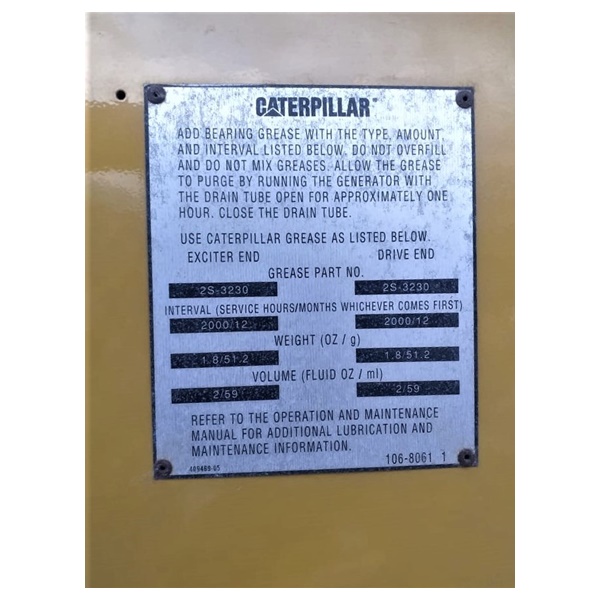 CATERPILLAR
ADD BEARING GREASE WITH THE TYPE, AMOUNT
AND INTERVAL LISTED BELOW. DO NOT OVERFILL
AND DO NOT MIX GREASES. ALLOW THE GREASE
TO PURGE BY RUNNING THE GENERATOR WITH
THE DRAIN TUBE OPEN FOR APPROXIMATELY ONE
HOUR. CLOSE THE DRAIN TUBE.
USE CATERPILLAR GREASE AS LISTED BELOW.
EXCITER END DRIVE END
GREASE PART NO.
2S-3230 2S-3230
INTERVAL (SERVICE HOURS/MONTHS WHICHEVER COMES FIRST)
2000/12 2000/12
WEIGHT (OZ / g)
1.8/51.2 1.8/51.2
VOLUME (FLUID OZ / ml)
2/59 2/59
REFER TO THE OPERATION AND MAINTENANCE
MANUAL FOR ADDITIONAL LUBRICATION AND
MAINTENANCE INFORMATION.
106-8061 1